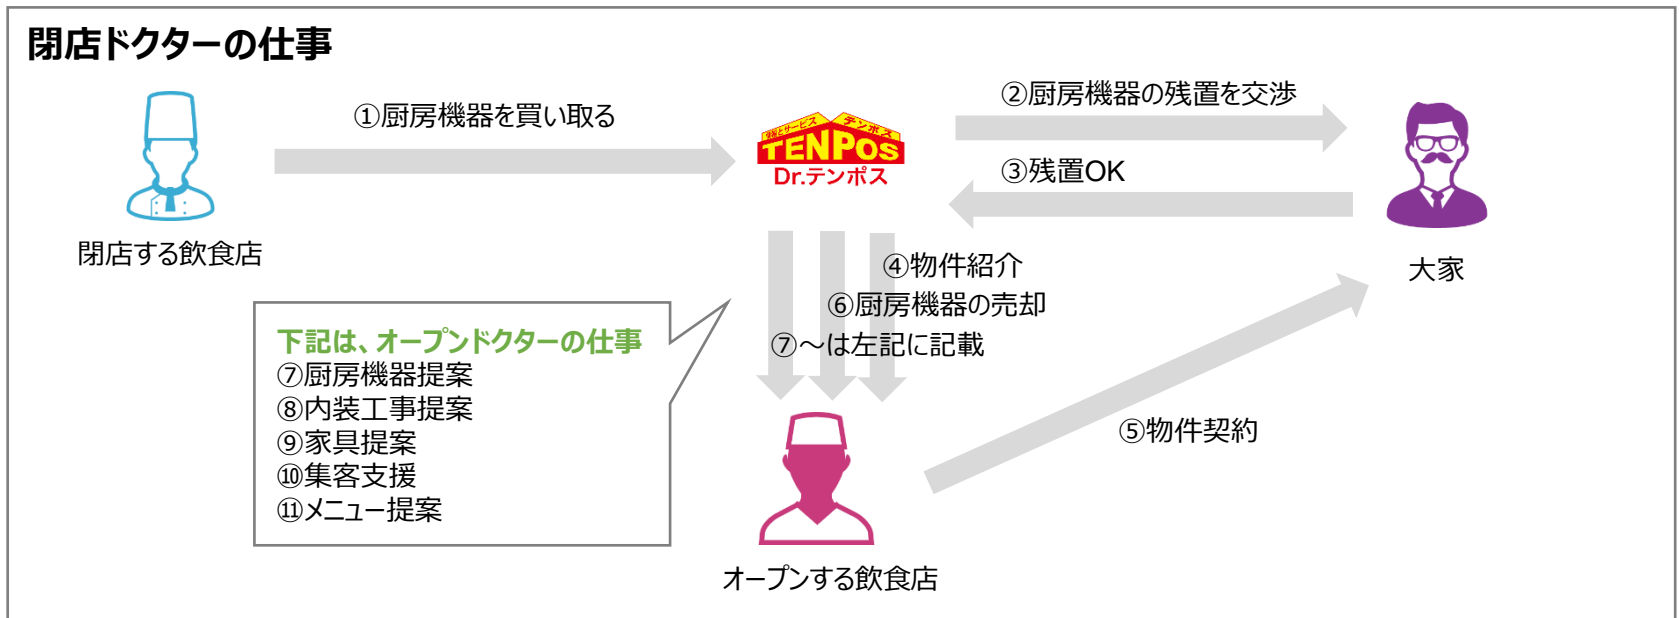 閉店ドクターの仕事
①厨房機器を買い取る
②厨房機器の残置を交渉
テンポス
TENPOS
Dr.テンポス
③残置OK
閉店する飲食店
大家
④物件紹介
⑥厨房機器の売却
⑦～は左記に記載
下記は、オープンドクターの仕事
⑦厨房機器提案
⑧内装工事提案
⑨家具提案
⑩集客支援
⑪メニュー提案
⑤物件契約
オープンする飲食店